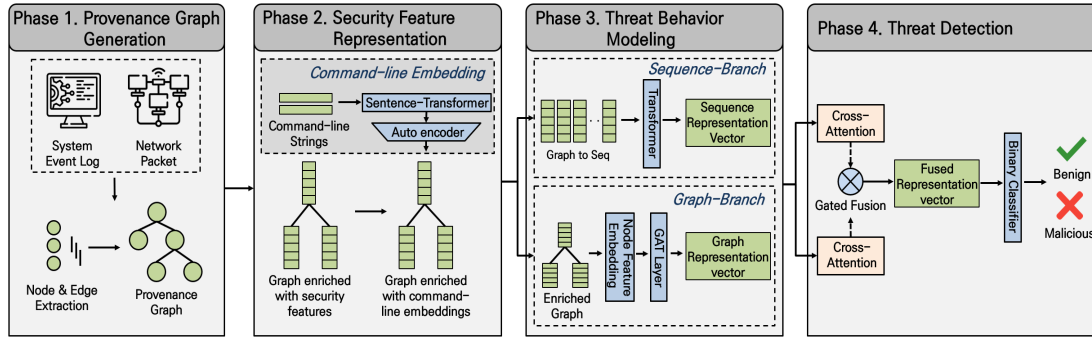 Phase 1. Provenance Graph
Generation
System
Event Log
Network
Packet
Node & Edge
Extraction
Provenance
Graph
Phase 2. Security Feature
Representation
Command-line Embedding
Command-line
Strings
Sentence-Transformer
Auto encoder
Graph enriched
with security
features
Graph enriched
with command-
line embeddings
Phase 3. Threat Behavior
Modeling
Sequence-Branch
Graph to Seq
Transformer
Sequence
Representation
Vector
Graph-Branch
Enriched
Graph
Node Feature
Embedding
GAT Layer
Graph
Representation
vector
Phase 4. Threat Detection
Cross-
Attention
Gated Fusion
Cross-
Attention
Fused
Representation
vector
Binary Classifier
Benign
Malicious